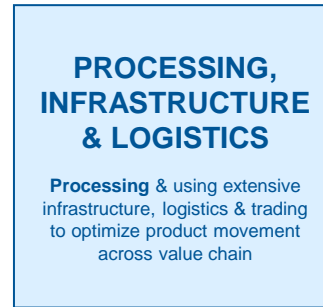 PROCESSING,
INFRASTRUCTURE
& LOGISTICS
Processing & using extensive
infrastructure, logistics & trading
to optimize product movement
across value chain